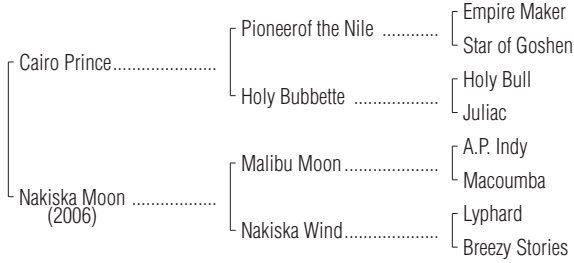 Empire Maker
Pioneerof the Nile ............
Star of Goshen
Cairo Prince......................
Holy Bull
Holy Bubbette ..................
Juliac
A.P. Indy
Malibu Moon....................
Macoumba
Nakiska Moon ..................
(2006)
Lyphard
Nakiska Wind....................
Breezy Stories